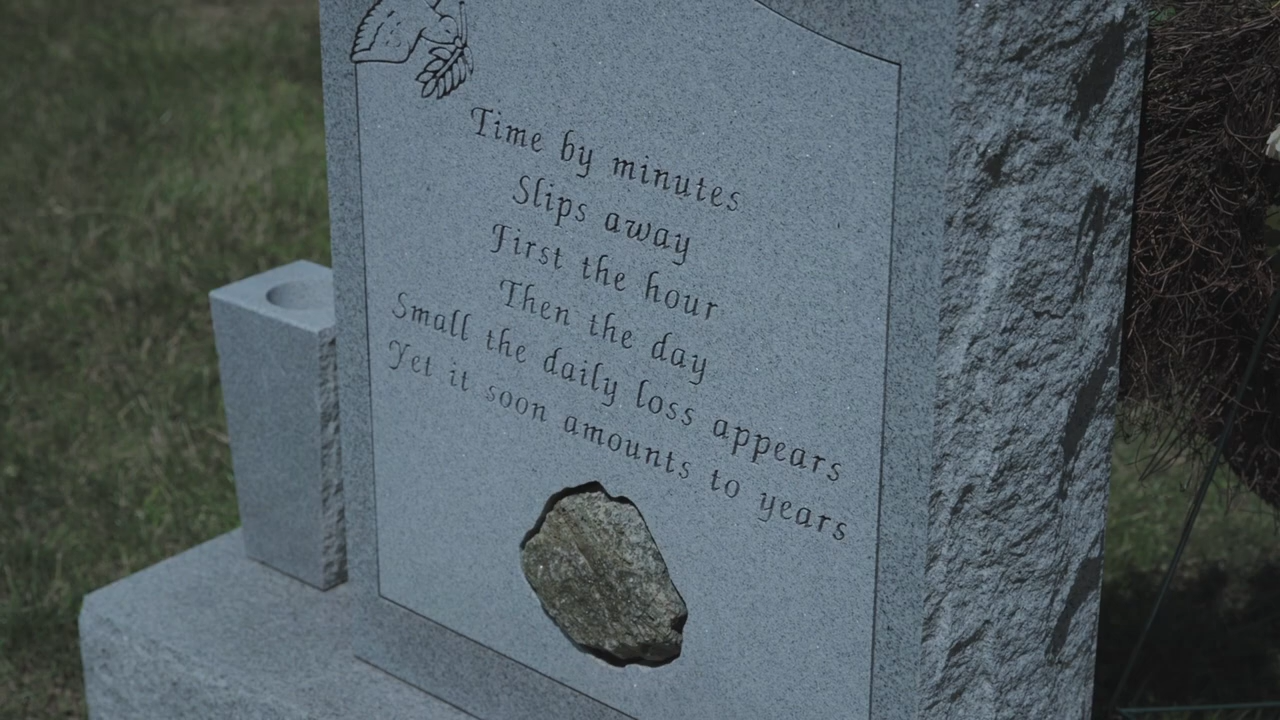 Time by minutes
Slips away
First the hour
Then the day
Small the daily loss appears
Yet it soon amounts to years